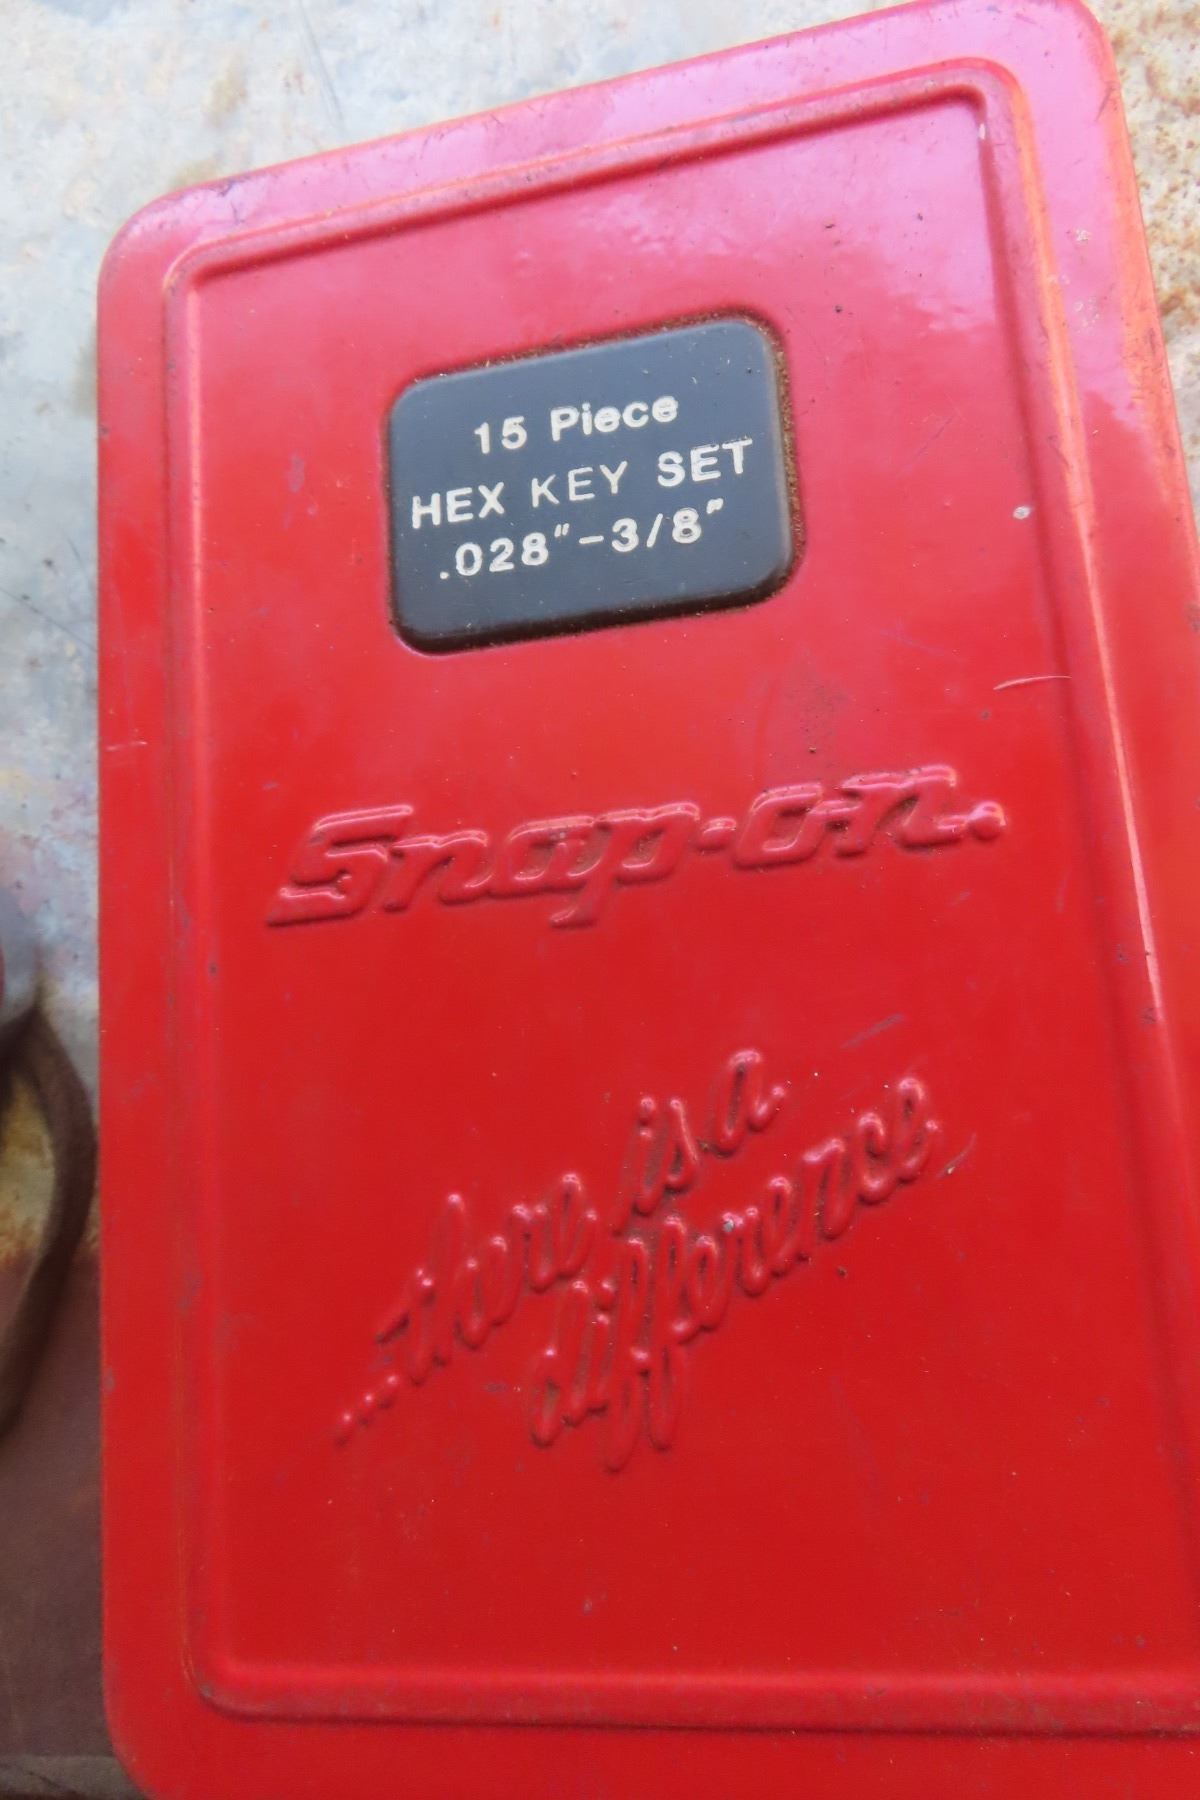 15 Piece
HEX KEY SET
.028"-3/8"
Snap-on.
...there is a
difference